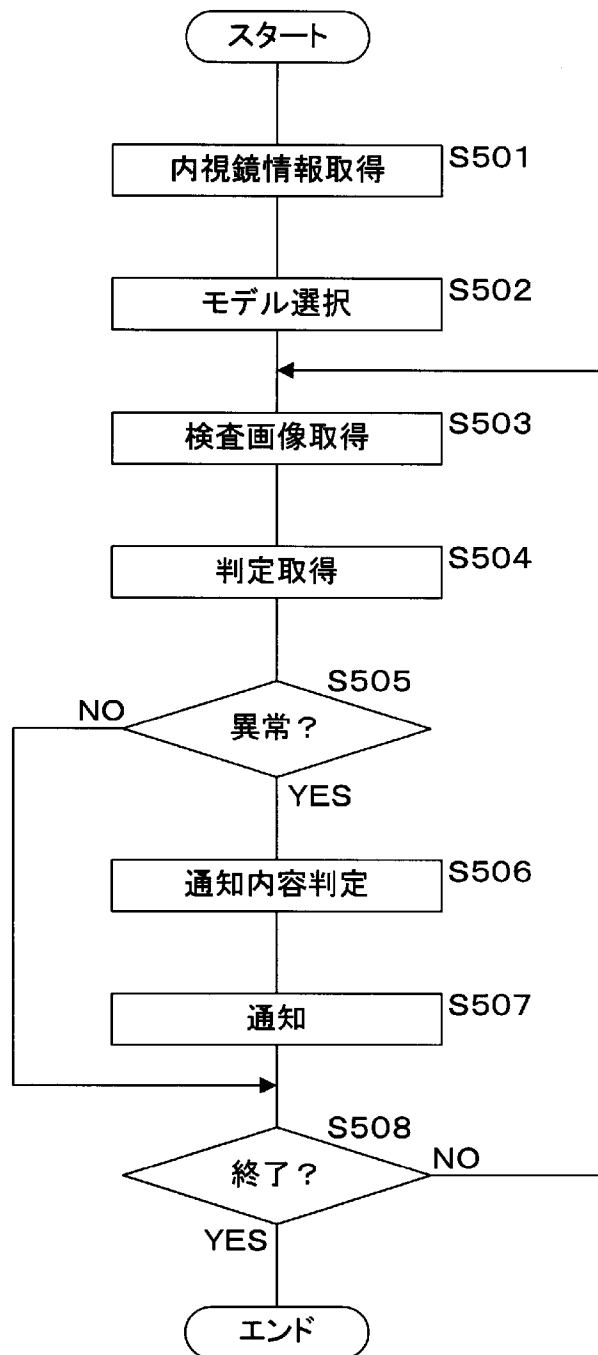 スタート
内視鏡情報取得
S501
モデル選択
S502
検査画像取得
S503
判定取得
S504
S505
NO
異常?
YES
通知内容判定
S506
通知
S507
S508
終了?
NO
YES
エンド